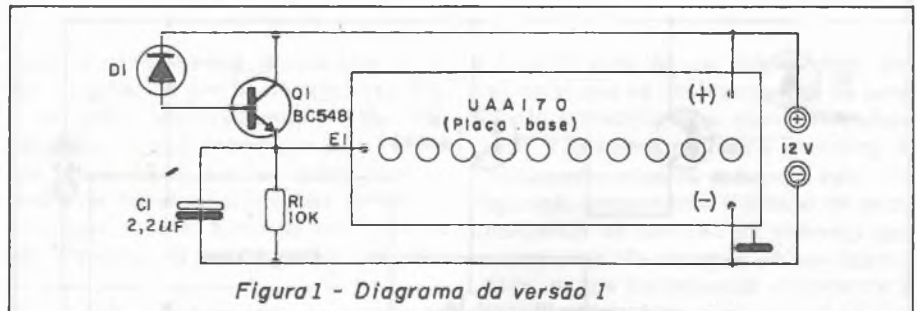 D1
Q1
BC548
E1
UAA170
(Placa base)
(+)
(-)
12 V
C1
2,2uF
R1
10K
Figura 1 - Diagrama da versão 1